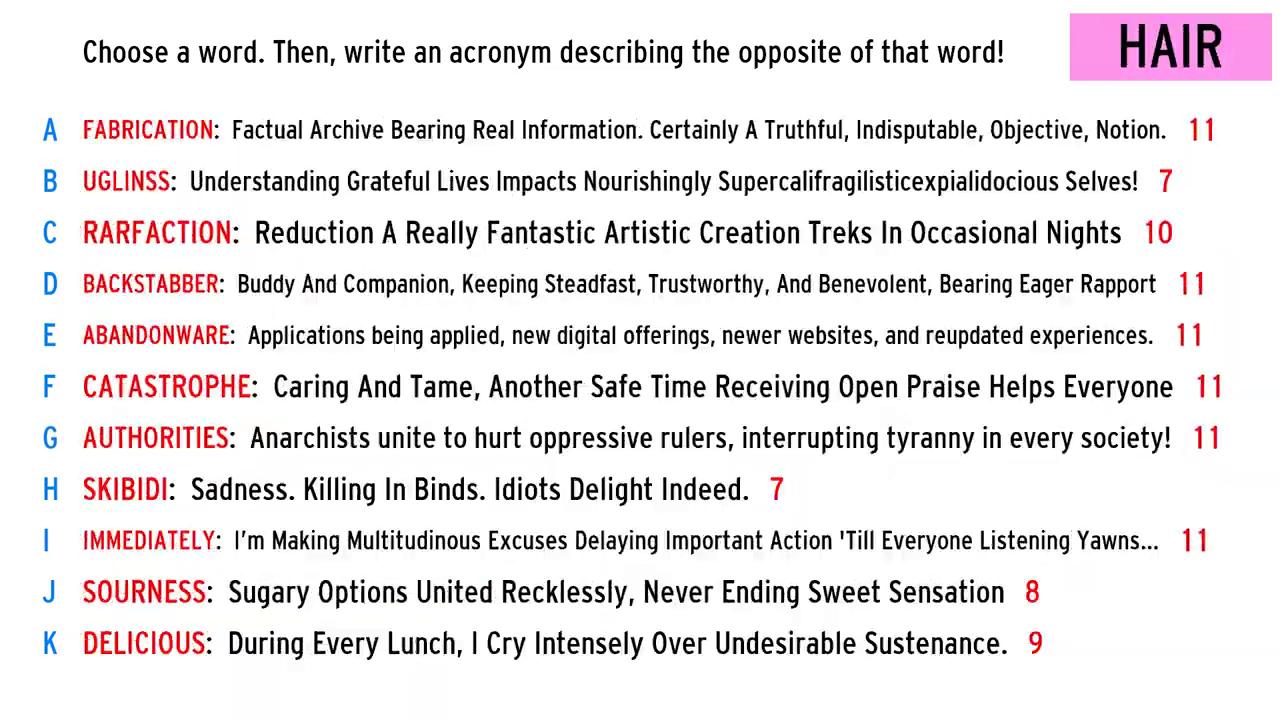 Choose a word. Then, write an acronym describing the opposite of that word!
HAIR
A FABRICATION: Factual Archive Bearing Real Information. Certainly A Truthful, Indisputable, Objective, Notion. 11
B UGLINSS: Understanding Grateful Lives Impacts Nourishingly Supercalifragilisticexpialidocious Selves! 7
C RARFACTION: Reduction A Really Fantastic Artistic Creation Treks In Occasional Nights 10
D BACKSTABBER: Buddy And Companion, Keeping Steadfast, Trustworthy, And Benevolent, Bearing Eager Rapport 11
E ABANDONWARE: Applications being applied, new digital offerings, newer websites, and reupdated experiences. 11
F CATASTROPHE: Caring And Tame, Another Safe Time Receiving Open Praise Helps Everyone 11
G AUTHORITIES: Anarchists unite to hurt oppressive rulers, interrupting tyranny in every society! 11
H SKIBIDI: Sadness. Killing In Binds. Idiots Delight Indeed. 7
I IMMEDIATELY: I'm Making Multitudinous Excuses Delaying Important Action 'Till Everyone Listening Yawns... 11
J SOURNESS: Sugary Options United Recklessly, Never Ending Sweet Sensation 8
K DELICIOUS: During Every Lunch, I Cry Intensely Over Undesirable Sustenance. 9